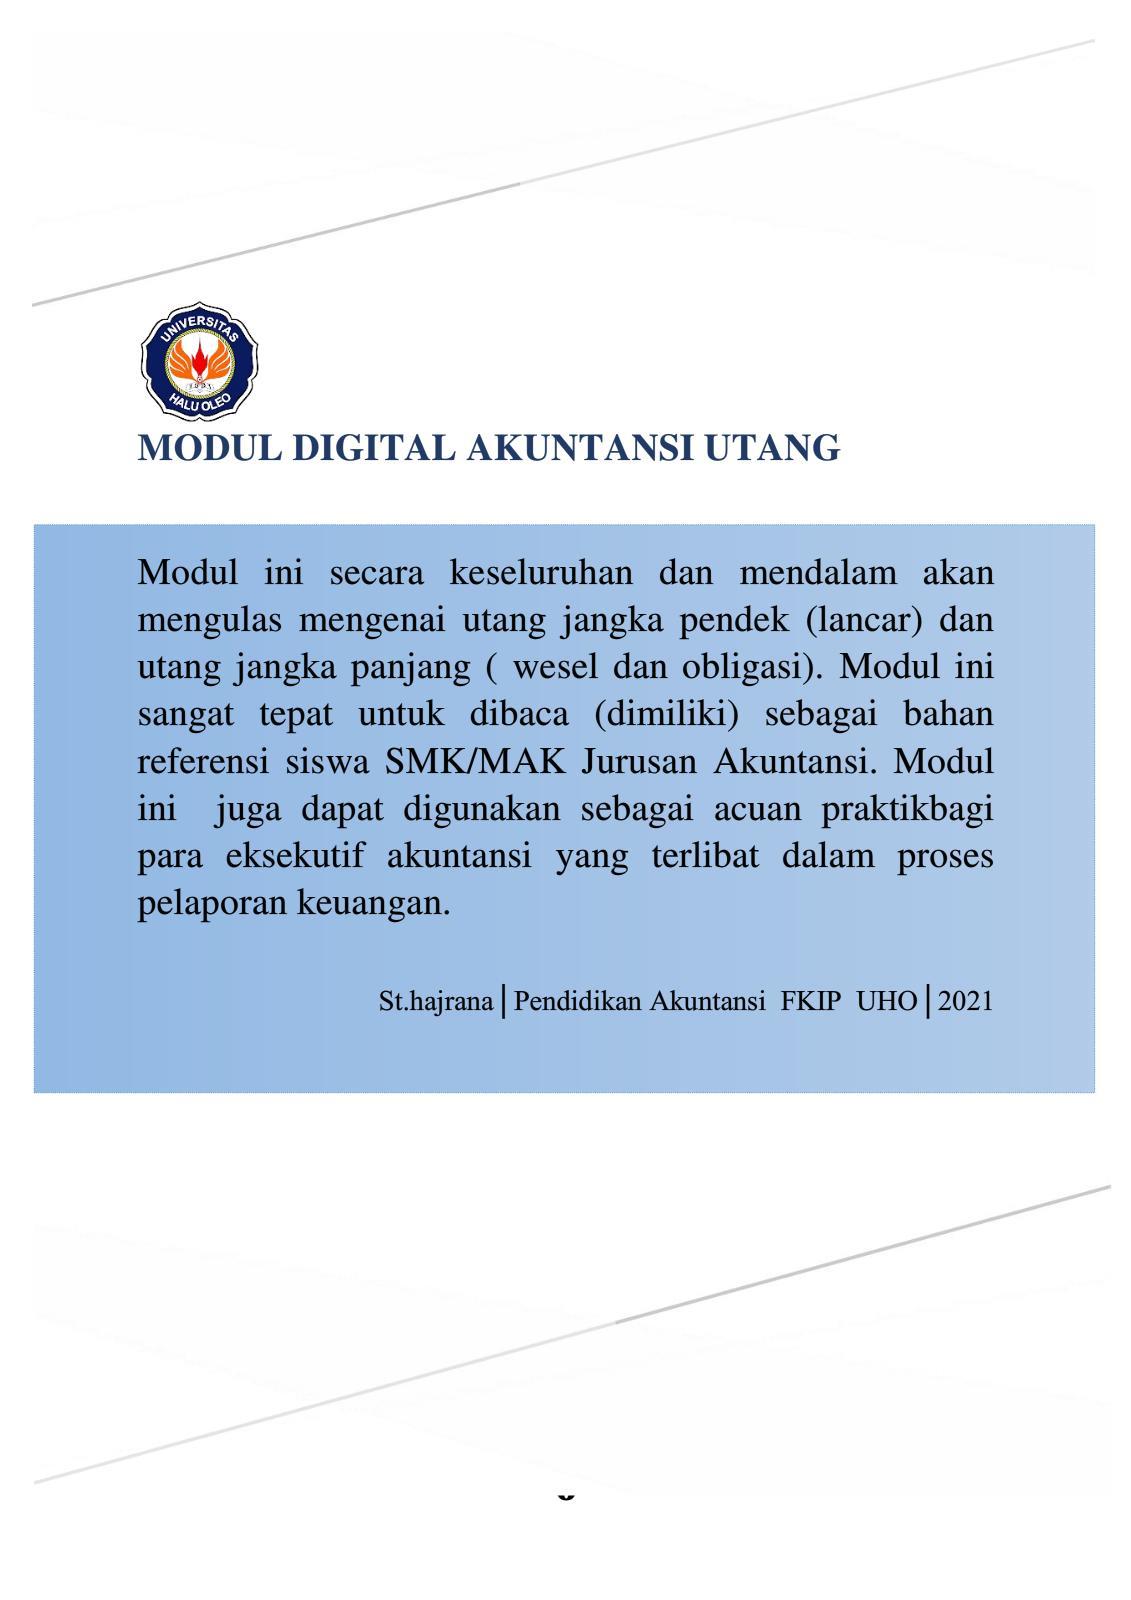 UNIVERSITAS
HALU OLEO
MODUL DIGITAL AKUNTANSI UTANG
Modul ini secara keseluruhan dan mendalam akan
mengulas mengenai utang jangka pendek (lancar) dan
utang jangka panjang ( wesel dan obligasi). Modul ini
sangat tepat untuk dibaca (dimiliki) sebagai bahan
referensi siswa SMK/MAK Jurusan Akuntansi. Modul
ini juga dapat digunakan sebagai acuan praktikbagi
para eksekutif akuntansi yang terlibat dalam proses
pelaporan keuangan.
St.hajrana│Pendidikan Akuntansi FKIP UHO│2021